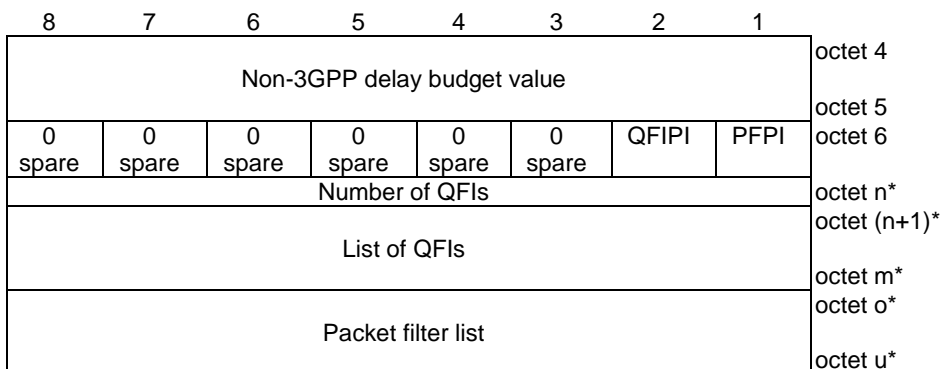 8 7 6 5 4 3 2 1
octet 4
Non-3GPP delay budget value
octet 5
0 0 0 0 0 0 QFIPI PFPI octet 6
spare spare spare spare spare spare
Number of QFIs octet n*
octet (n+1)*
List of QFIs
octet m*
octet o*
Packet filter list
octet u*